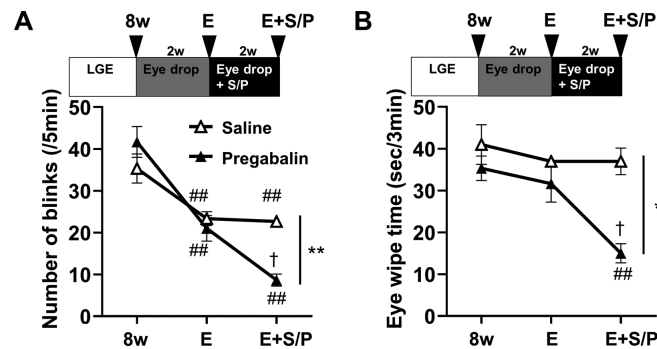 A
8w
E
E+S/P
2w
2w
LGE
Eye drop
Eye drop
+ S/P
Number of blinks (/5min)
50
40
30
20
10
0
Saline
Pregabalin
##
##
##
†
##
**
8w
E
E+S/P
B
8w
E
E+S/P
2w
2w
LGE
Eye drop
Eye drop
+ S/P
Eye wipe time (sec/3min)
50
40
30
20
10
0
†
##
8w
E
E+S/P